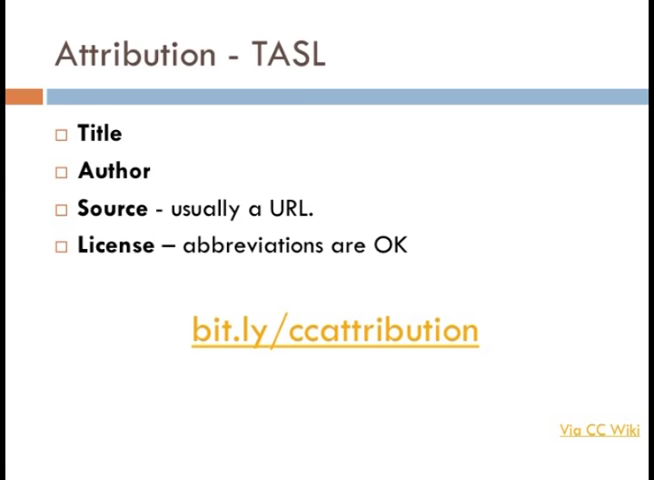 Attribution - TASL
Title
Author
Source - usually a URL.
License – abbreviations are OK
bit.ly/ccattribution
Via CC Wiki